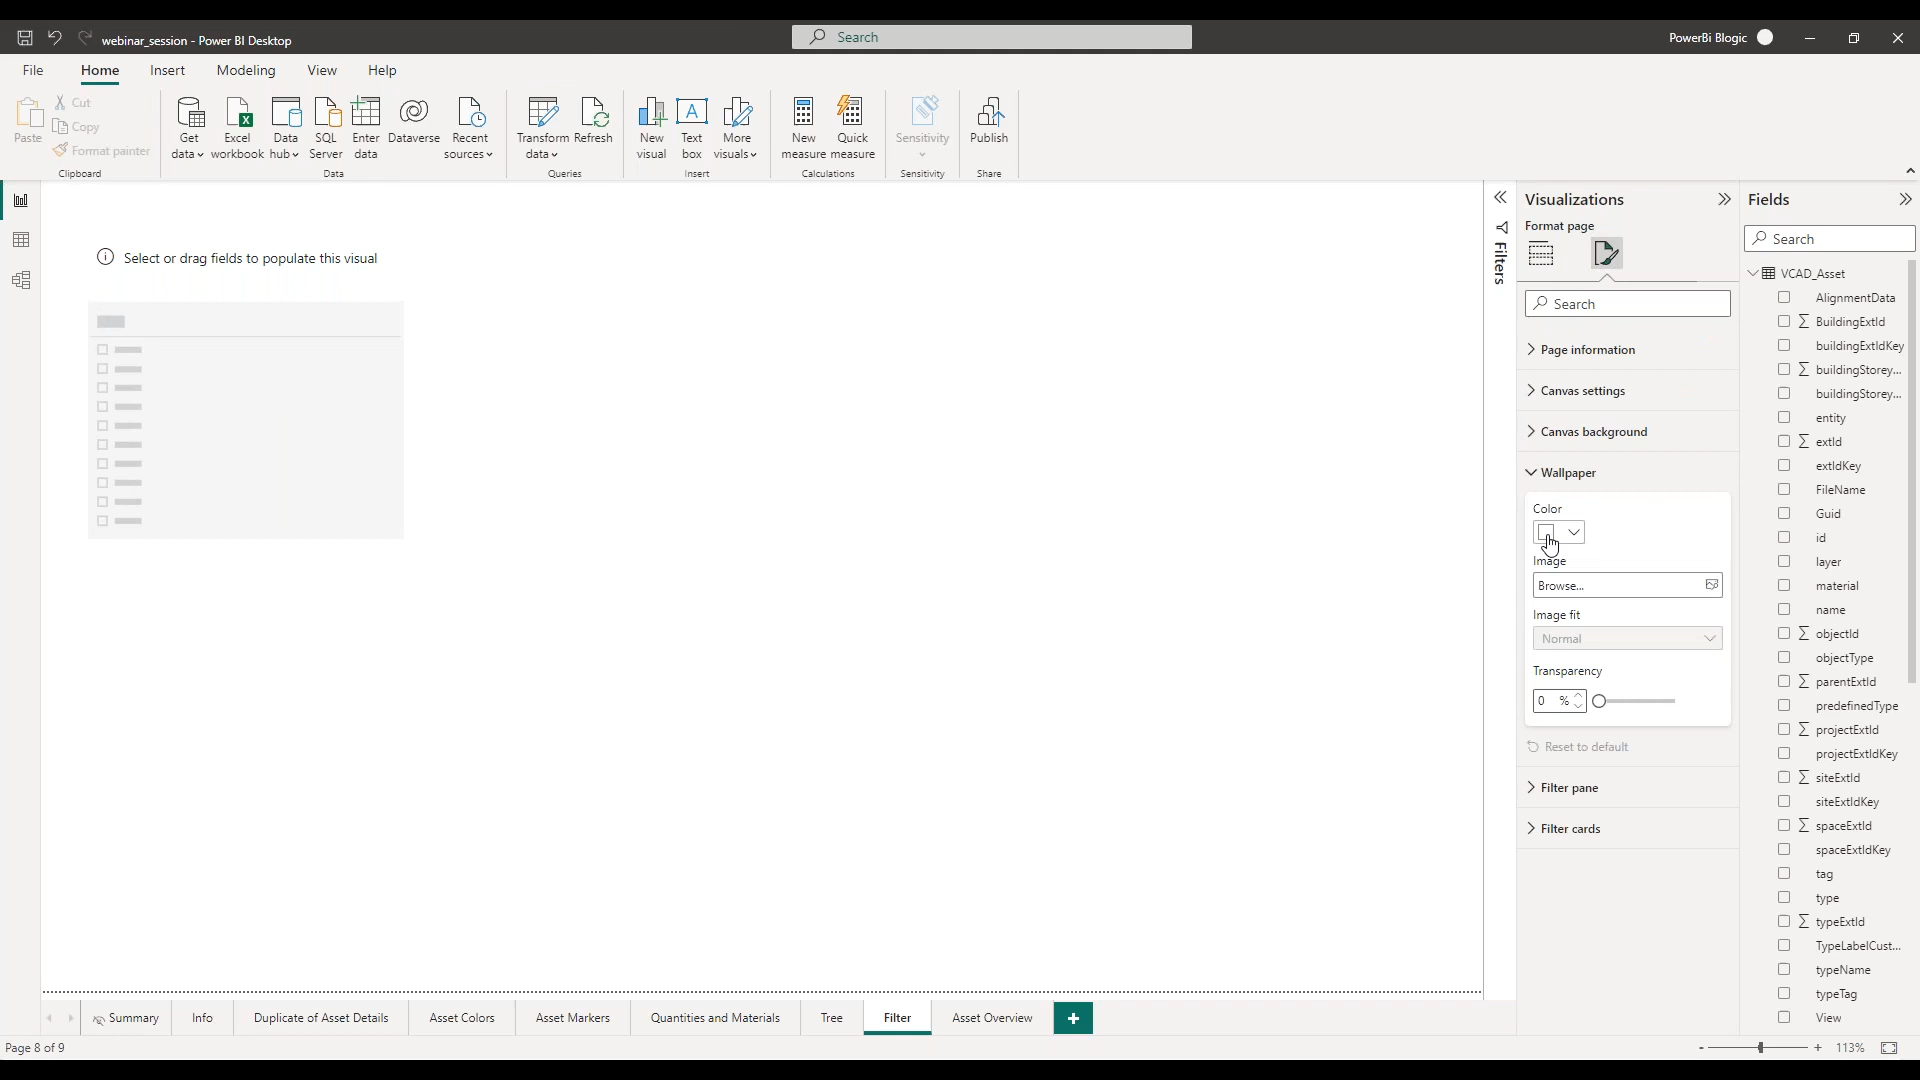 webinar_session - Power BI Desktop
Search
PowerBi Blogic
File
Home
Insert
Modeling
View
Help
Paste
Cut
Copy
Format painter
Clipboard
Get data
Excel workbook
Data hub
SQL Server
Enter data
Dataverse
Recent sources
Data
Transform data
Refresh
Queries
New visual
Text box
More visuals
Insert
New measure
Quick measure
Calculations
Sensitivity
Sensitivity
Publish
Share
Select or drag fields to populate this visual
Filters
Visualizations
Format page
Search
Page information
Canvas settings
Canvas background
Wallpaper
Color
Image
Browse...
Image fit
Normal
Transparency
0 %
Reset to default
Filter pane
Filter cards
Fields
Search
VCAD_Asset
AlignmentData
BuildingExtId
buildingExtIdKey
buildingStorey...
buildingStorey...
entity
extId
extIdKey
FileName
Guid
id
layer
material
name
objectId
objectType
parentExtId
predefinedType
projectExtId
projectExtIdKey
siteExtId
siteExtIdKey
spaceExtId
spaceExtIdKey
tag
type
typeExtId
TypeLabelCust...
typeName
typeTag
View
Summary
Info
Duplicate of Asset Details
Asset Colors
Asset Markers
Quantities and Materials
Tree
Filter
Asset Overview
+
Page 8 of 9
- + 113%